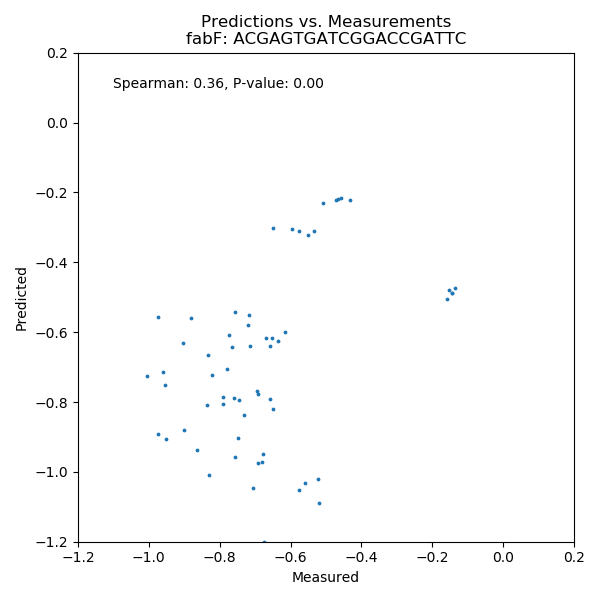 Predictions vs. Measurements
fabF: ACGAGTGATCGGACCGATTC
Spearman: 0.36, P-value: 0.00
0.2
0.0
−0.2
−0.4
−0.6
−0.8
−1.0
−1.2
Predicted
−1.2 −1.0 −0.8 −0.6 −0.4 −0.2 0.0 0.2
Measured